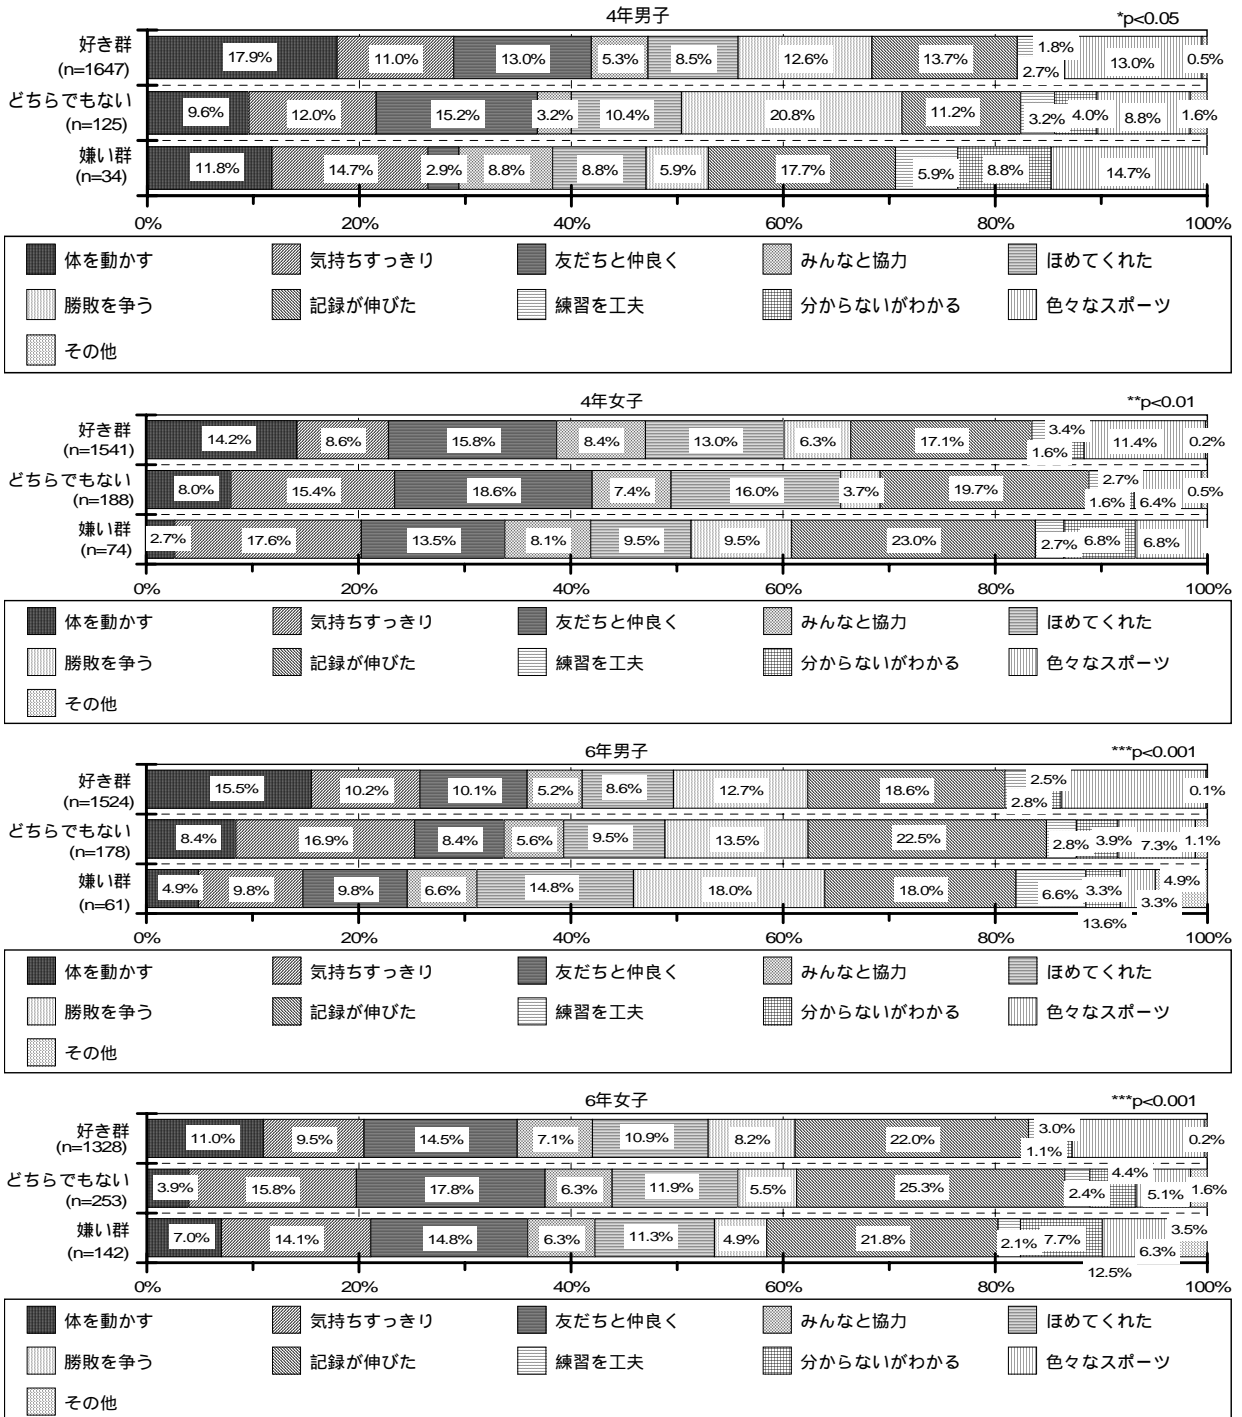 4年男子 *p<0.05
好き群
(n=1647)
17.9% 11.0% 13.0% 5.3% 8.5% 12.6% 13.7% 2.7% 1.8% 13.0% 0.5%
どちらでもない
(n=125)
9.6% 12.0% 15.2% 3.2% 10.4% 20.8% 11.2% 3.2% 4.0% 8.8% 1.6%
嫌い群
(n=34)
11.8% 14.7% 2.9% 8.8% 8.8% 5.9% 17.7% 5.9% 8.8% 14.7%
0% 20% 40% 60% 80% 100%
体を動かす 気持ちすっきり 友だちと仲良く みんなと協力 ほめてくれた
勝敗を争う 記録が伸びた 練習を工夫 分からないがわかる 色々なスポーツ
その他
4年女子 **p<0.01
好き群
(n=1541)
14.2% 8.6% 15.8% 8.4% 13.0% 6.3% 17.1% 1.6% 3.4% 11.4% 0.2%
どちらでもない
(n=188)
8.0% 15.4% 18.6% 7.4% 16.0% 3.7% 19.7% 1.6% 2.7% 6.4% 0.5%
嫌い群
(n=74)
2.7% 17.6% 13.5% 8.1% 9.5% 9.5% 23.0% 2.7% 6.8% 6.8%
0% 20% 40% 60% 80% 100%
体を動かす 気持ちすっきり 友だちと仲良く みんなと協力 ほめてくれた
勝敗を争う 記録が伸びた 練習を工夫 分からないがわかる 色々なスポーツ
その他
6年男子 ***p<0.001
好き群
(n=1524)
15.5% 10.2% 10.1% 5.2% 8.6% 12.7% 18.6% 2.8% 2.5% 0.1%
どちらでもない
(n=178)
8.4% 16.9% 8.4% 5.6% 9.5% 13.5% 22.5% 2.8% 3.9% 7.3% 1.1%
嫌い群
(n=61)
4.9% 9.8% 9.8% 6.6% 14.8% 18.0% 18.0% 6.6% 3.3% 3.3% 4.9%
13.6%
0% 20% 40% 60% 80% 100%
体を動かす 気持ちすっきり 友だちと仲良く みんなと協力 ほめてくれた
勝敗を争う 記録が伸びた 練習を工夫 分からないがわかる 色々なスポーツ
その他
6年女子 ***p<0.001
好き群
(n=1328)
11.0% 9.5% 14.5% 7.1% 10.9% 8.2% 22.0% 1.1% 3.0% 0.2%
どちらでもない
(n=253)
3.9% 15.8% 17.8% 6.3% 11.9% 5.5% 25.3% 2.4% 4.4% 5.1% 1.6%
嫌い群
(n=142)
7.0% 14.1% 14.8% 6.3% 11.3% 4.9% 21.8% 2.1% 7.7% 6.3% 3.5%
12.5%
0% 20% 40% 60% 80% 100%
体を動かす 気持ちすっきり 友だちと仲良く みんなと協力 ほめてくれた
勝敗を争う 記録が伸びた 練習を工夫 分からないがわかる 色々なスポーツ
その他